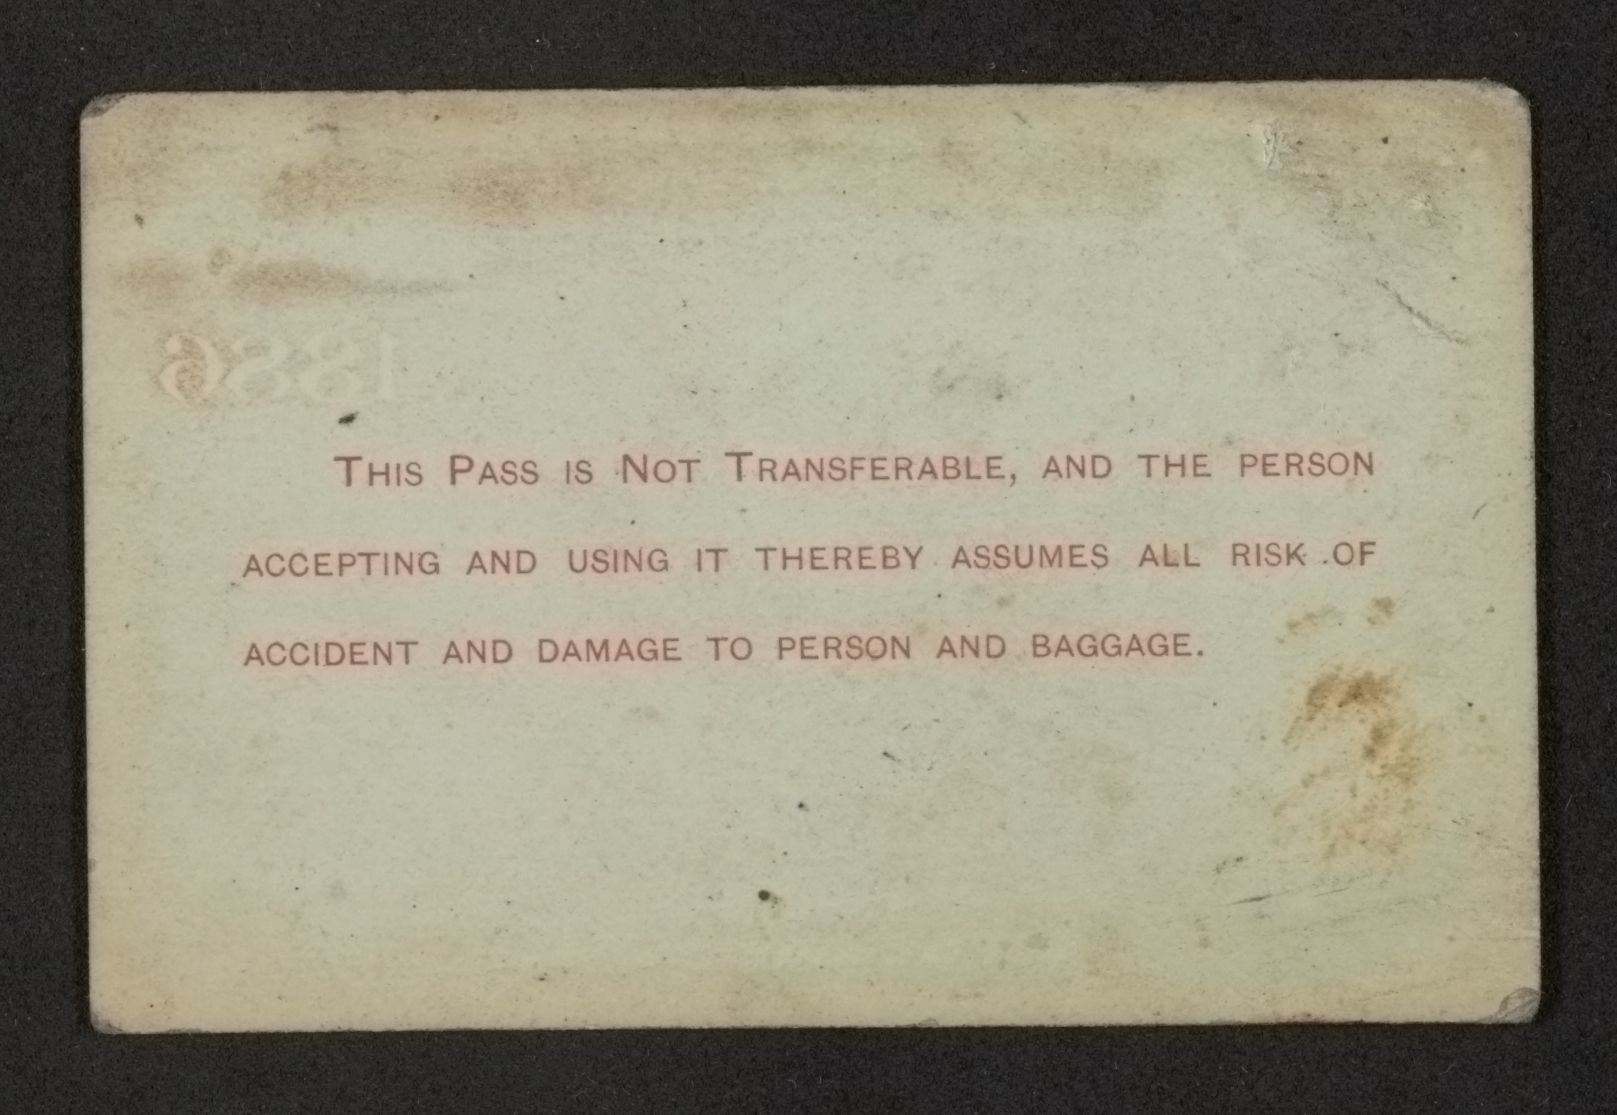 1886
This Pass is Not Transferable, and the person
accepting and using it thereby assumes all risk of
accident and damage to person and baggage.